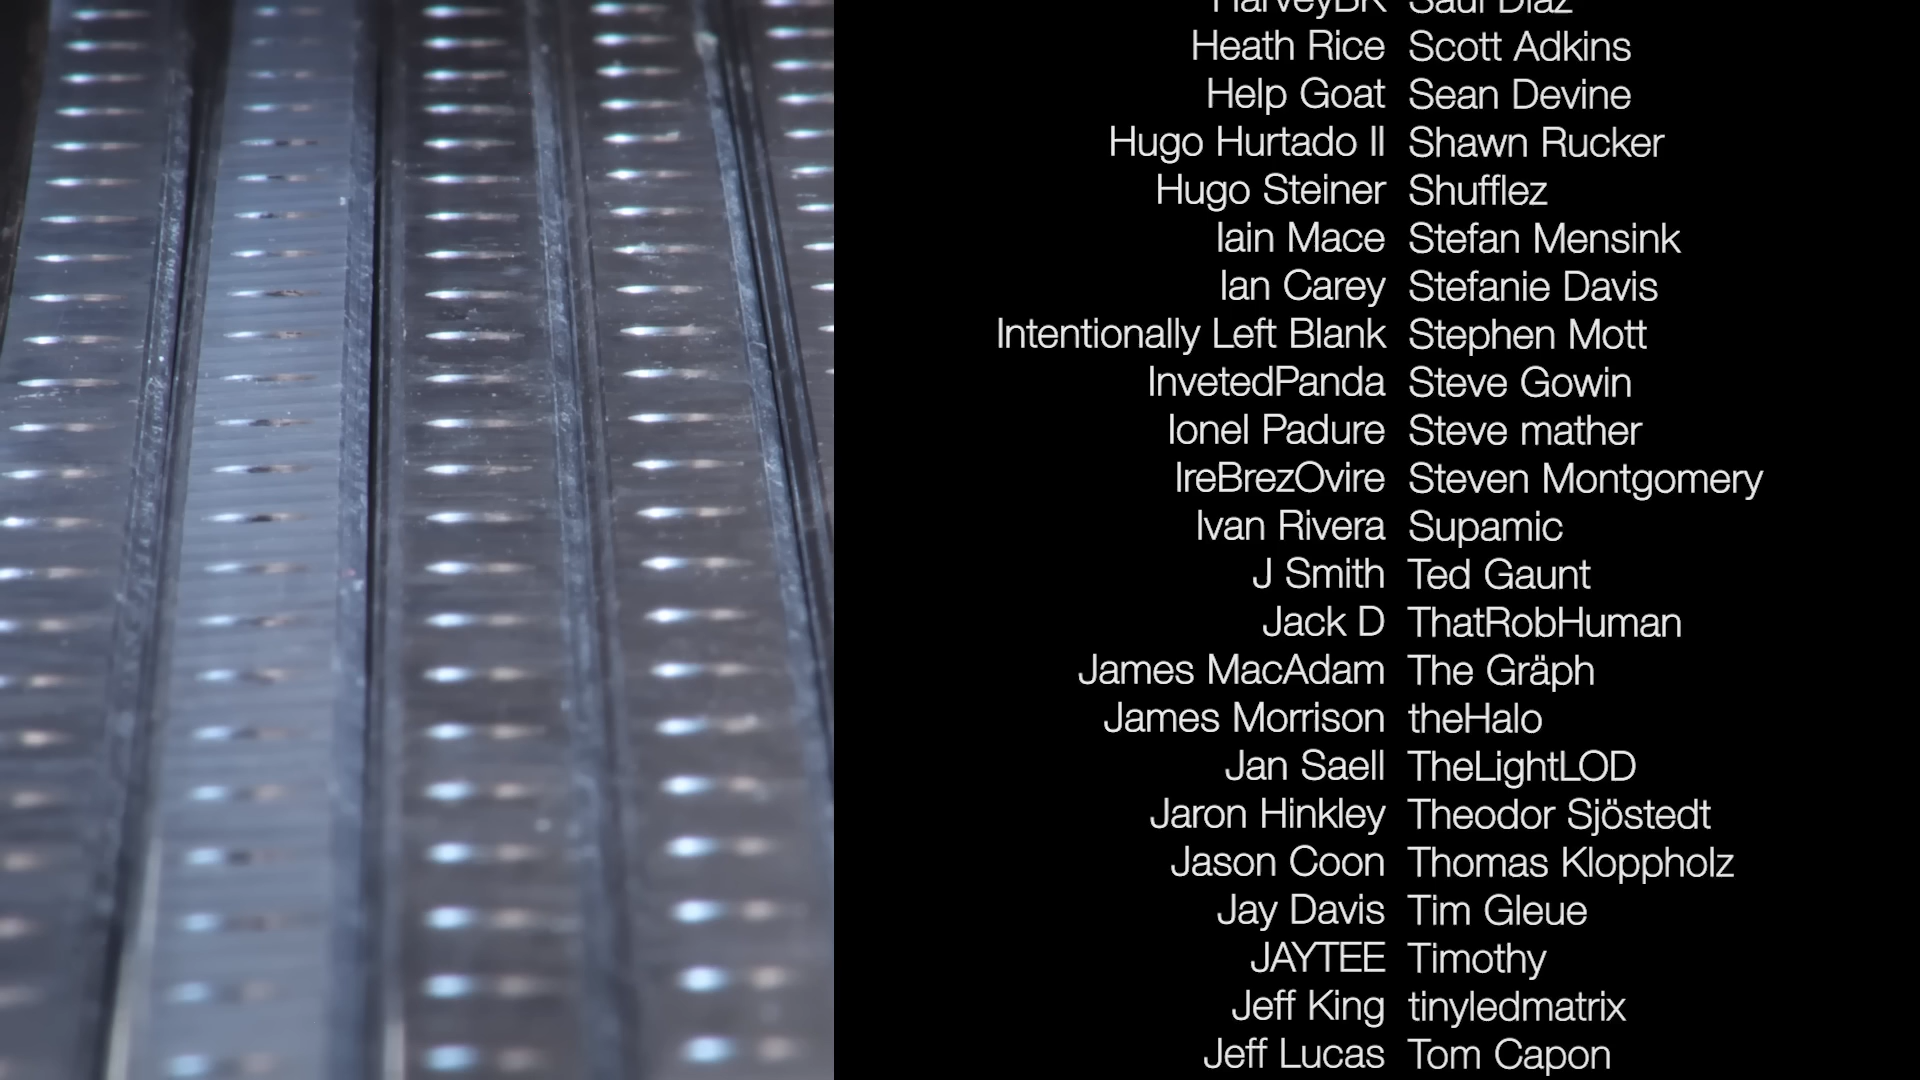 HarveyBK Saul Diaz
Heath Rice Scott Adkins
Help Goat Sean Devine
Hugo Hurtado II Shawn Rucker
Hugo Steiner Shufflez
Iain Mace Stefan Mensink
Ian Carey Stefanie Davis
Intentionally Left Blank Stephen Mott
InvetedPanda Steve Gowin
Ionel Padure Steve mather
IreBrezOvire Steven Montgomery
Ivan Rivera Supamic
J Smith Ted Gaunt
Jack D ThatRobHuman
James MacAdam The Gräph
James Morrison theHalo
Jan Saell TheLightLOD
Jaron Hinkley Theodor Sjöstedt
Jason Coon Thomas Kloppholz
Jay Davis Tim Gleue
JAYTEE Timothy
Jeff King tinyledmatrix
Jeff Lucas Tom Capon